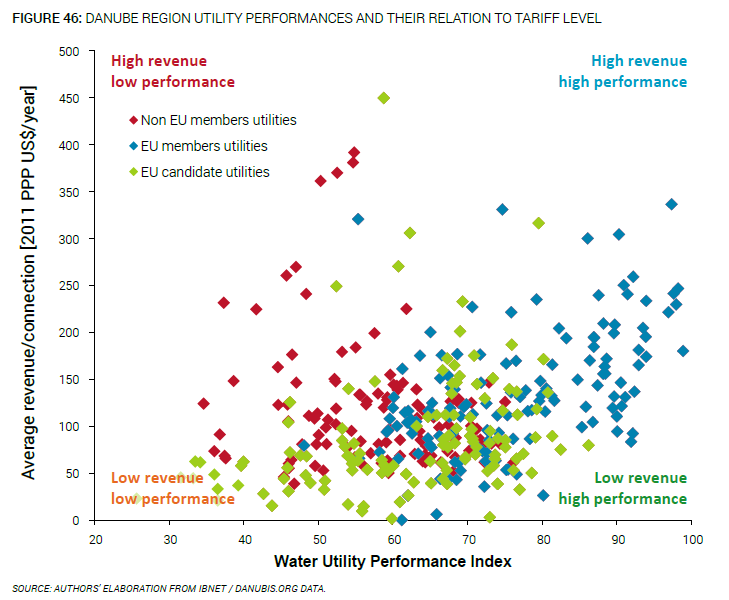 FIGURE 46: DANUBE REGION UTILITY PERFORMANCES AND THEIR RELATION TO TARIFF LEVEL
Average revenue/connection [2011 PPP US$/year]
500
450
400
350
300
250
200
150
100
50
0
High revenue
low performance
High revenue
high performance
Non EU members utilities
EU members utilities
EU candidate utilities
Low revenue
low performance
Low revenue
high performance
20 30 40 50 60 70 80 90 100
Water Utility Performance Index
SOURCE: AUTHORS' ELABORATION FROM IBNET / DANUBIS.ORG DATA.